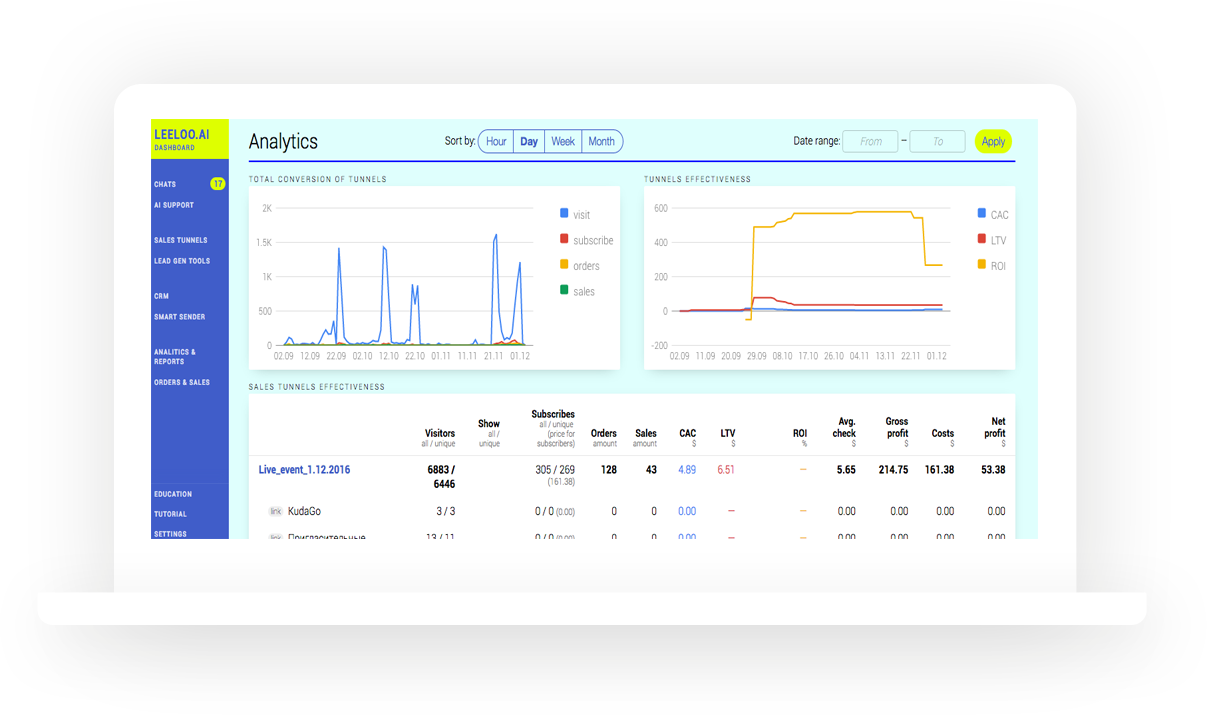 LEELOO.AI
DASHBOARD
CHATS 17
AI SUPPORT
SALES TUNNELS
LEAD GEN TOOLS
CRM
SMART SENDER
ANALITICS &
REPORTS
ORDERS & SALES
EDUCATION
TUTORIAL
SETTINGS
Analytics
Sort by: Hour Day Week Month
Date range: From – To Apply
TOTAL CONVERSION OF TUNNELS
2K
1.5K
1K
500
0
02.09 12.09 22.09 02.10 12.10 22.10 01.11 11.11 21.11 01.12
visit
subscribe
orders
sales
TUNNELS EFFECTIVENESS
600
400
200
0
-200
02.09 11.09 20.09 29.09 08.10 17.10 26.10 04.11 13.11 22.11 01.12
CAC
LTV
ROI
SALES TUNNELS EFFECTIVENESS
Visitors
all / unique
Show
all /
unique
Subscribes
all / unique
(price for
subscribers)
Orders
amount
Sales
amount
CAC
$
LTV
$
ROI
%
Avg.
check
$
Gross
profit
$
Costs
$
Net
profit
$
Live_event_1.12.2016 6883 / 305 / 269 128 43 4.89 6.51 – 5.65 214.75 161.38 53.38
6446 (161.38)
link KudaGo 3 / 3 0 / 0 (0.00) 0 0 0.00 – – 0.00 0.00 0.00 0.00
link Пригласительные 13 / 11 0 / 0 (0.00) 0 0 0.00 – – 0.00 0.00 0.00 0.00